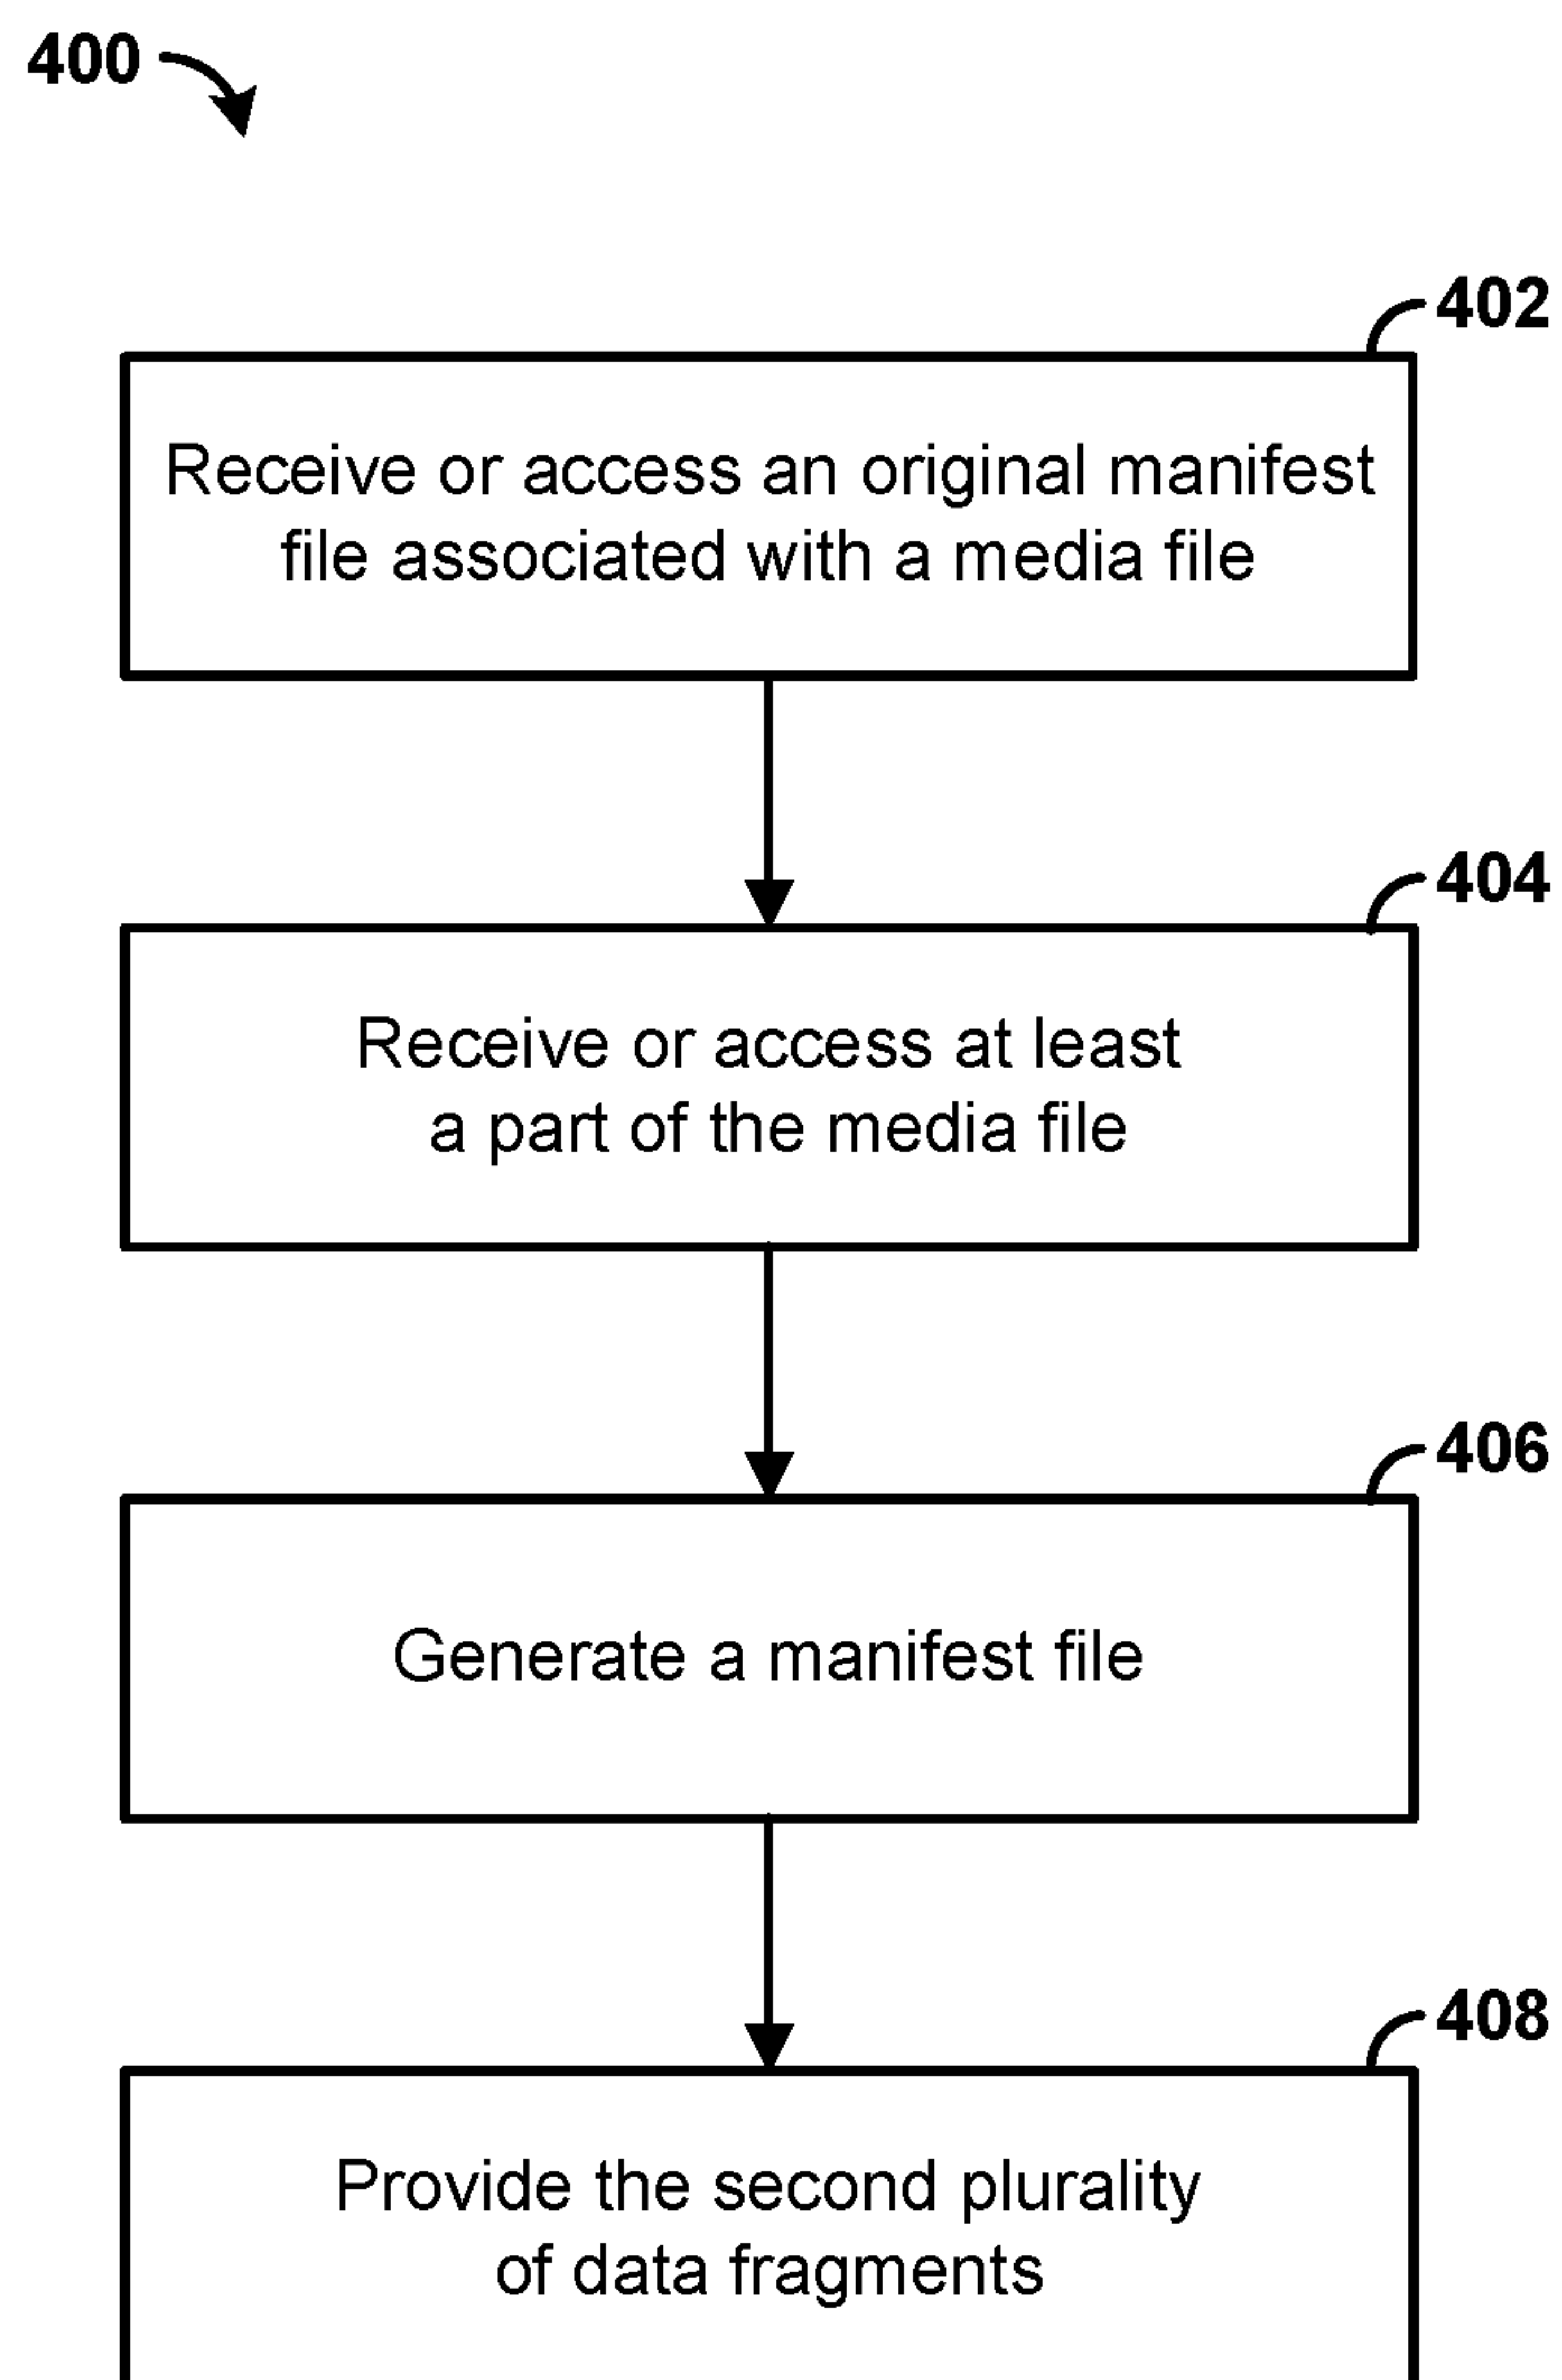 400
402
Receive or access an original manifest
file associated with a media file
404
Receive or access at least
a part of the media file
406
Generate a manifest file
408
Provide the second plurality
of data fragments